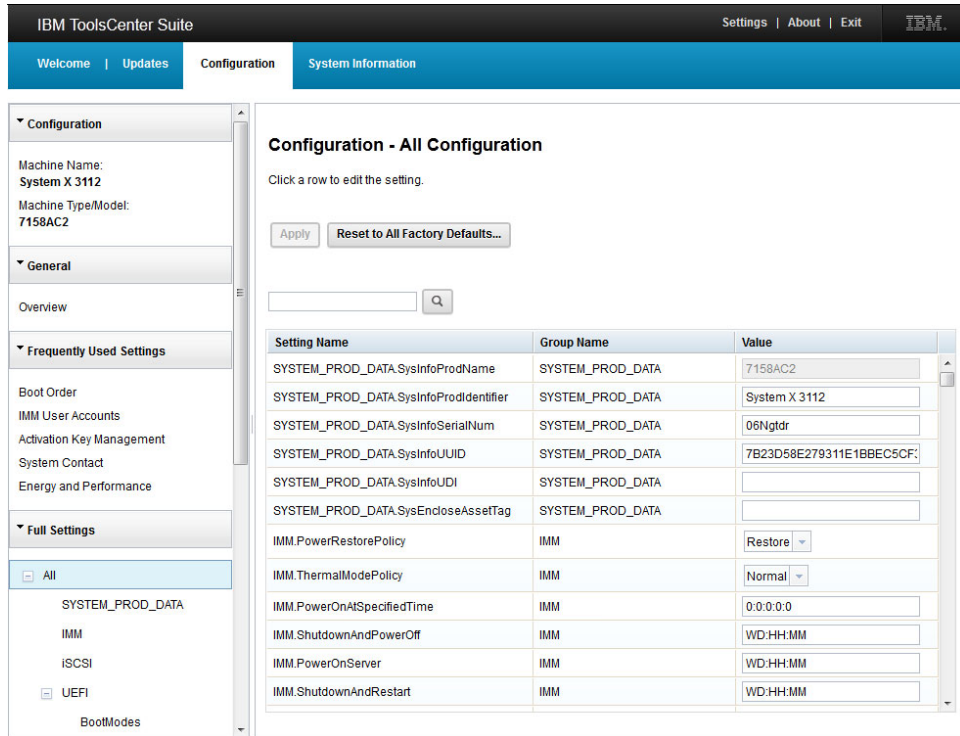 IBM ToolsCenter Suite
Settings | About | Exit
IBM.
Welcome | Updates
Configuration
System Information
Configuration
Machine Name:
System X 3112
Machine Type/Model:
7158AC2
General
Overview
Frequently Used Settings
Boot Order
IMM User Accounts
Activation Key Management
System Contact
Energy and Performance
Full Settings
All
SYSTEM_PROD_DATA
IMM
iSCSI
UEFI
BootModes
Configuration - All Configuration
Click a row to edit the setting.
Apply
Reset to All Factory Defaults...
Setting Name Group Name Value
SYSTEM_PROD_DATA.SysInfoProdName SYSTEM_PROD_DATA 7158AC2
SYSTEM_PROD_DATA.SysInfoProdIdentifier SYSTEM_PROD_DATA System X 3112
SYSTEM_PROD_DATA.SysInfoSerialNum SYSTEM_PROD_DATA 06Ngtdr
SYSTEM_PROD_DATA.SysInfoUUID SYSTEM_PROD_DATA 7B23D58E279311E1BBEC5CF3
SYSTEM_PROD_DATA.SysInfoUDI SYSTEM_PROD_DATA
SYSTEM_PROD_DATA.SysEncloseAssetTag SYSTEM_PROD_DATA
IMM.PowerRestorePolicy IMM Restore
IMM.ThermalModePolicy IMM Normal
IMM.PowerOnAtSpecifiedTime IMM 0:0:0:0:0
IMM.ShutdownAndPowerOff IMM WD:HH:MM
IMM.PowerOnServer IMM WD:HH:MM
IMM.ShutdownAndRestart IMM WD:HH:MM